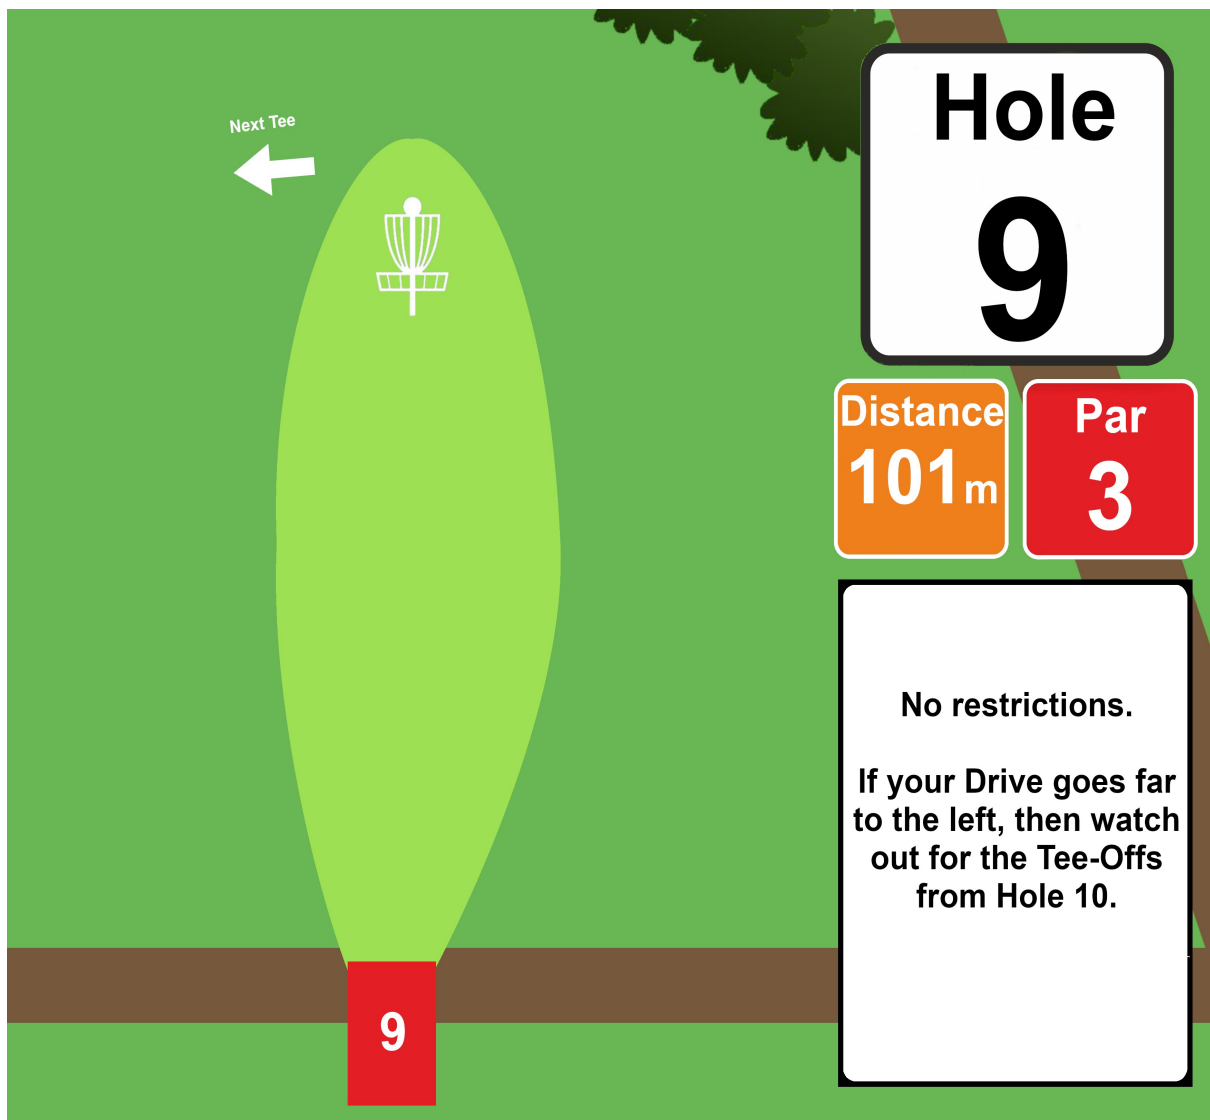 Next Tee
Hole
9
Distance
101m
Par
3
No restrictions.
If your Drive goes far
to the left, then watch
out for the Tee-Offs
from Hole 10.
9